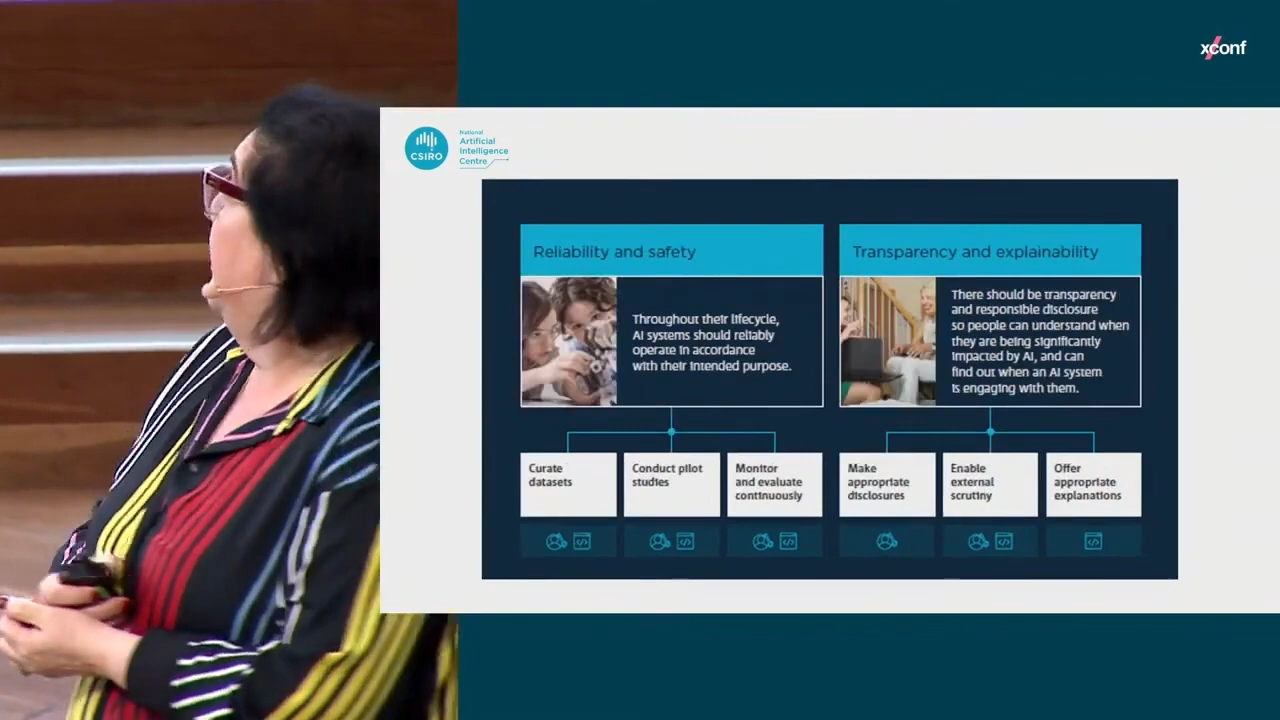 xconf
CSIRO
National
Artificial
Intelligence
Centre
Reliability and safety
Throughout their lifecycle,
AI systems should reliably
operate in accordance
with their intended purpose.
Curate
datasets
Conduct pilot
studies
Monitor
and evaluate
continuously
Transparency and explainability
There should be transparency
and responsible disclosure
so people can understand when
they are being significantly
impacted by AI, and can
find out when an AI system
is engaging with them.
Make
appropriate
disclosures
Enable
external
scrutiny
Offer
appropriate
explanations